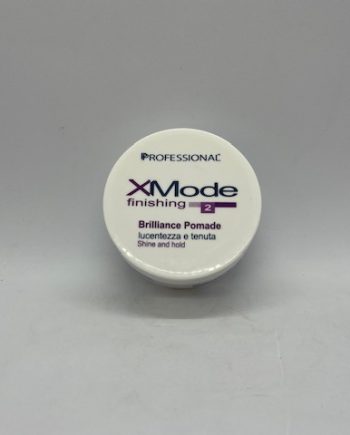 PROFESSIONAL
XMode
finishing 2
Brilliance Pomade
lucentezza e tenuta
Shine and hold